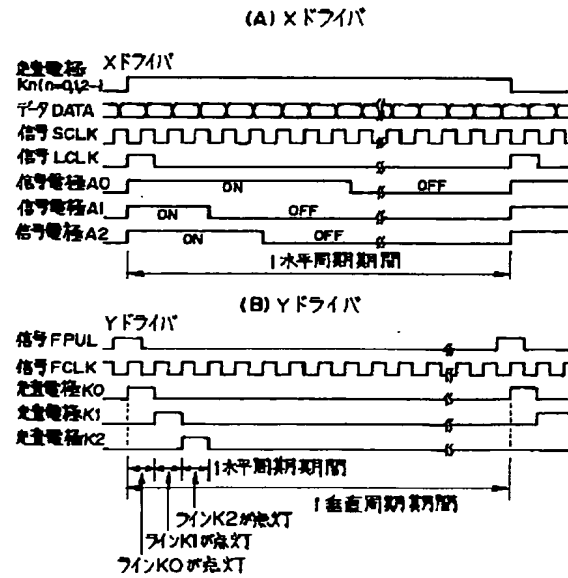 (A) Xドライバ
Xドライバ
走査電極
Kn(n=0,1,2-)
データDATA
信号SCLK
信号LCLK
信号電極A0
ON
OFF
信号電極A1
ON
OFF
信号電極A2
ON
OFF
1水平周期期間
(B) Yドライバ
Yドライバ
信号FPUL
信号FCLK
走査電極K0
走査電極K1
走査電極K2
1水平周期期間
1垂直周期期間
ラインK2が点灯
ラインK1が点灯
ラインK0が点灯